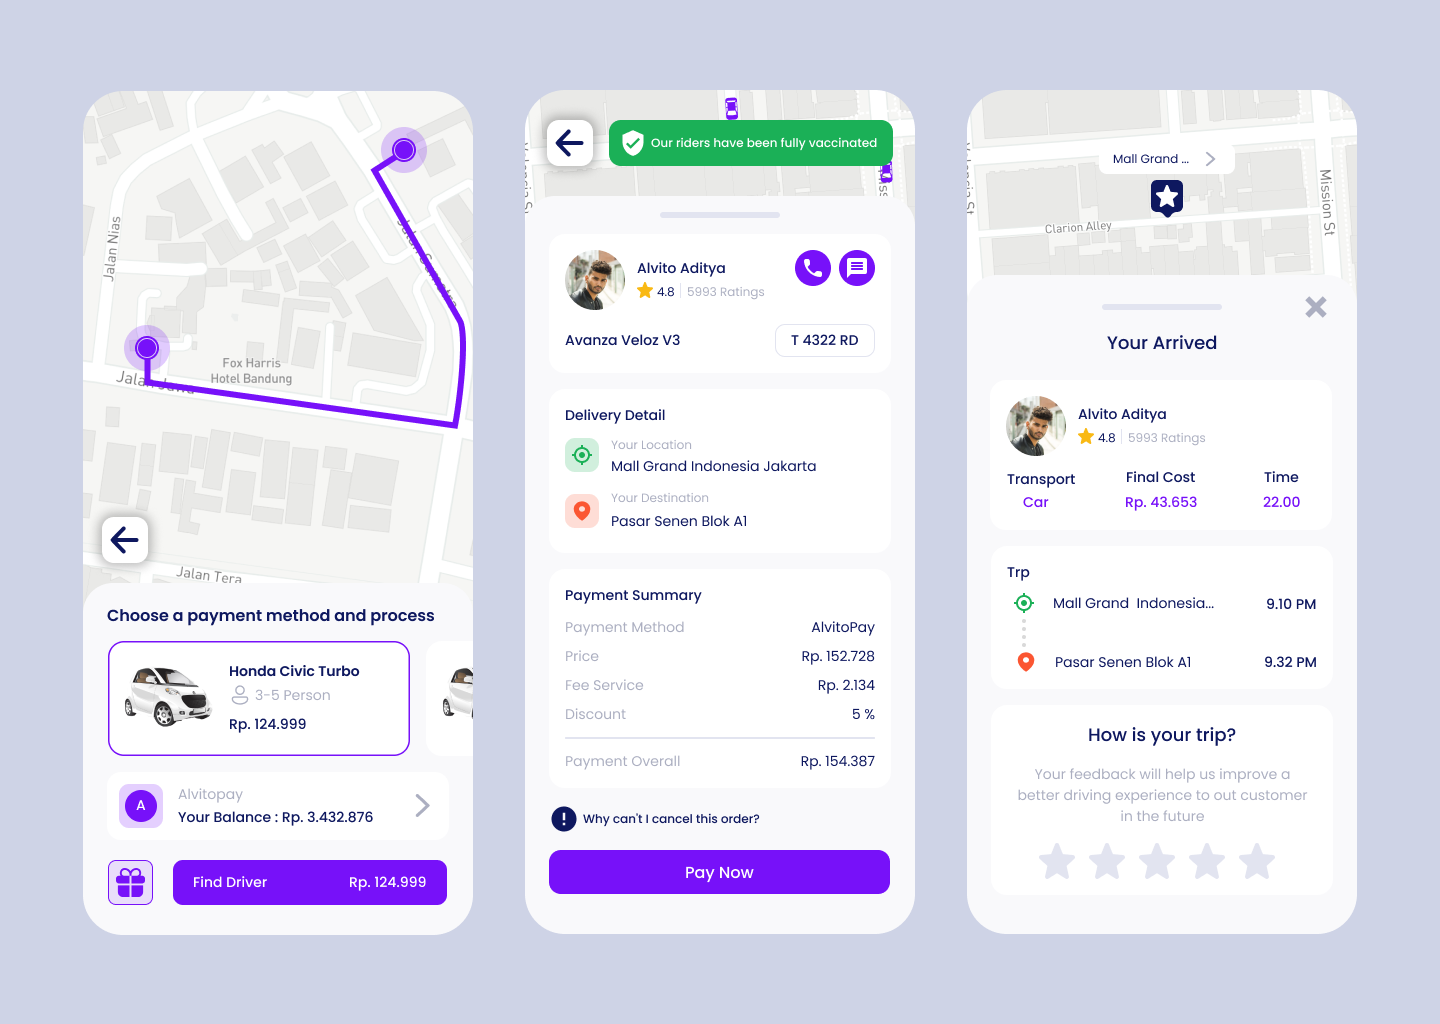 Jalan Nias
Jalan Sumatra
Fox Harris
Hotel Bandung
Jalan Jawa
Jalan Tera
Choose a payment method and process
Honda Civic Turbo
3-5 Person
Rp. 124.999
A
Alvitopay
Your Balance : Rp. 3.432.876
Find Driver
Rp. 124.999
Our riders have been fully vaccinated
Alvito Aditya
4.8
5993 Ratings
Avanza Veloz V3
T 4322 RD
Delivery Detail
Your Location
Mall Grand Indonesia Jakarta
Your Destination
Pasar Senen Blok A1
Payment Summary
Payment Method AlvitoPay
Price Rp. 152.728
Fee Service Rp. 2.134
Discount 5 %
Payment Overall Rp. 154.387
Why can't I cancel this order?
Pay Now
Mall Grand ...
Mission St
Clarion Alley
Your Arrived
Alvito Aditya
4.8
5993 Ratings
Transport Final Cost Time
Car Rp. 43.653 22.00
Trp
Mall Grand Indonesia... 9.10 PM
Pasar Senen Blok A1 9.32 PM
How is your trip?
Your feedback will help us improve a
better driving experience to out customer
in the future